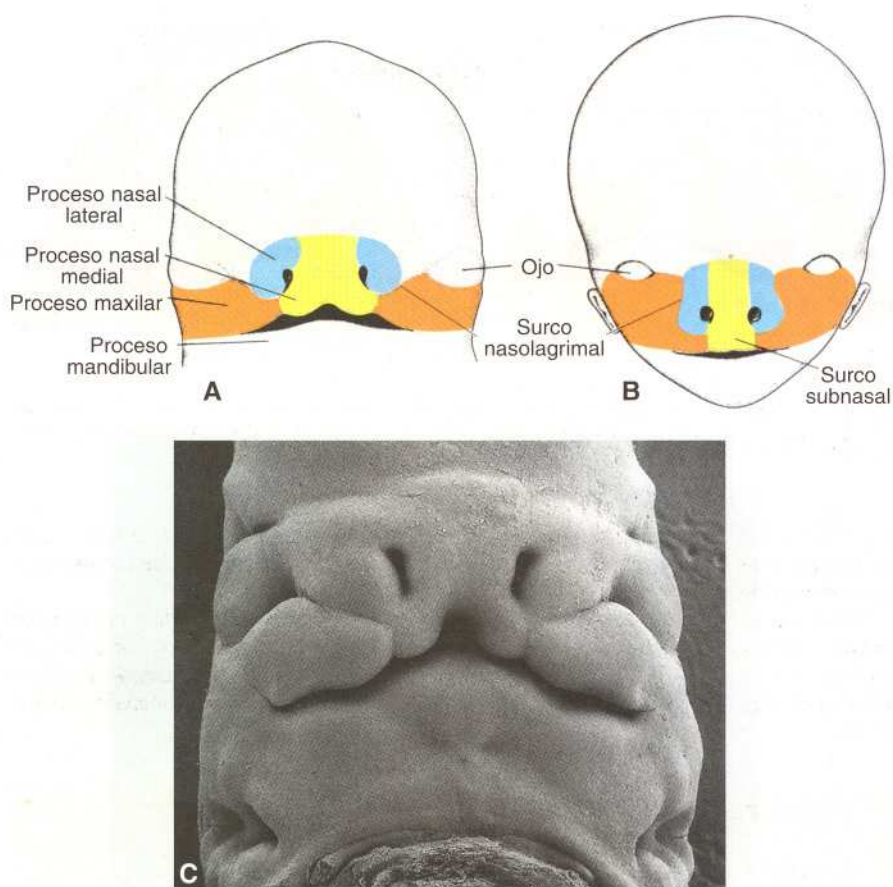 Proceso nasal
lateral
Proceso nasal
medial
Proceso maxilar
Proceso
mandibular
A
Ojo
Surco
nasolagrimal
B
Surco
subnasal
C